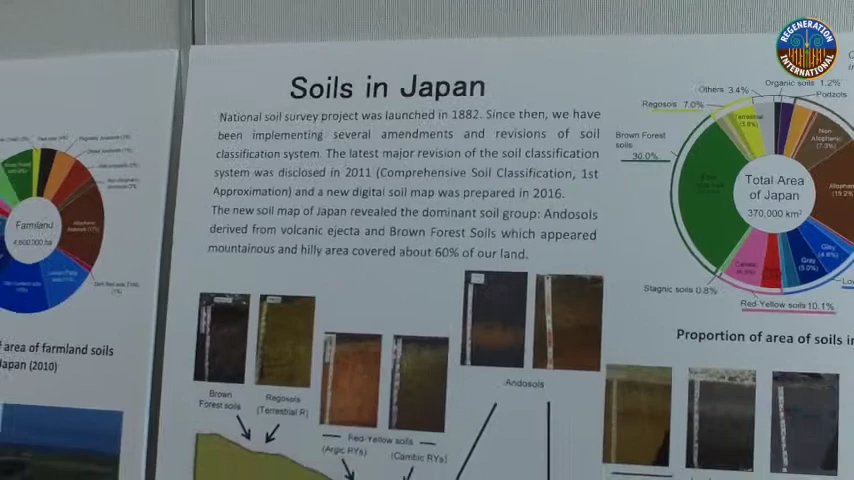 REGENERATION
INTERNATIONAL
Soils in Japan
National soil survey project was launched in 1882. Since then, we have
been implementing several amendments and revisions of soil
classification system. The latest major revision of the soil classification
system was disclosed in 2011 (Comprehensive Soil Classification, 1st
Approximation) and a new digital soil map was prepared in 2016.
The new soil map of Japan revealed the dominant soil group: Andosols
derived from volcanic ejecta and Brown Forest Soils which appeared
mountainous and hilly area covered about 60% of our land.
Farmland
area of farmland soils
Japan (2010)
Organic soils 1.2%
Others 3.4%
Podzols
Regosols 7.0%
Brown Forest
soils
30.0%
Non
Allophanic
Allophanic
(19.2%
Total Area
of Japan
370,000 km²
Gley
Grey
(5.0%)
Stagnic soils 0.8%
Red-Yellow soils 10.1%
Proportion of area of soils in
Brown
Forest soils
Regosols
(Terrestrial R)
Red-Yellow soils
(Argic RYs)
(Cambic RYs)
Andosols